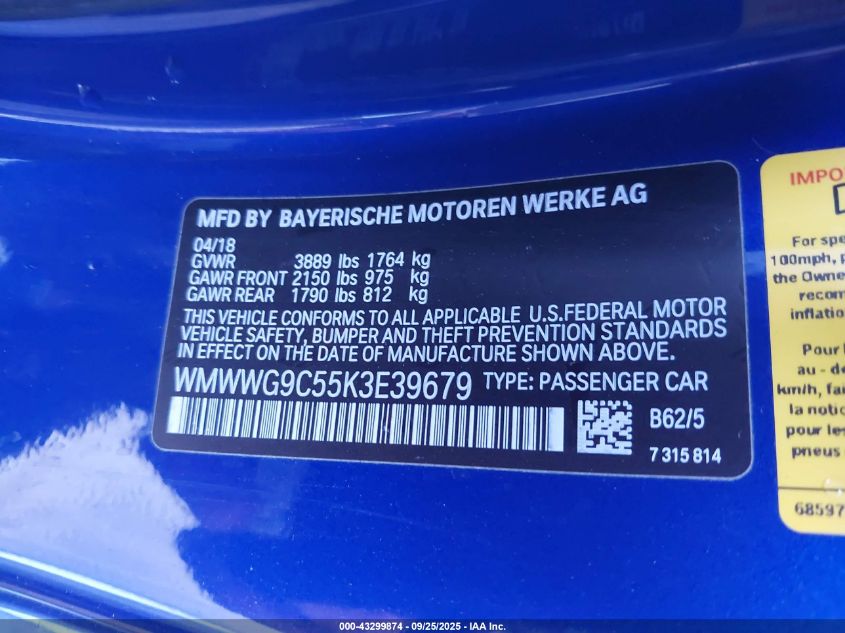 MFD BY BAYERISCHE MOTOREN WERKE AG
04/18
GVWR 3889 lbs 1764 kg
GAWR FRONT 2150 lbs 975 kg
GAWR REAR 1790 lbs 812 kg
THIS VEHICLE CONFORMS TO ALL APPLICABLE U.S.FEDERAL MOTOR
VEHICLE SAFETY, BUMPER AND THEFT PREVENTION STANDARDS
IN EFFECT ON THE DATE OF MANUFACTURE SHOWN ABOVE.
WMWWG9C55K3E39679 TYPE: PASSENGER CAR
B62/5
7 315 814
IMPO
For spe
100mph, p
the Owne
recom
inflatio
Pour
au - de
km/h, fai
la notic
pour les
pneus
68597
000-43299874 - 09/25/2025 - IAA Inc.